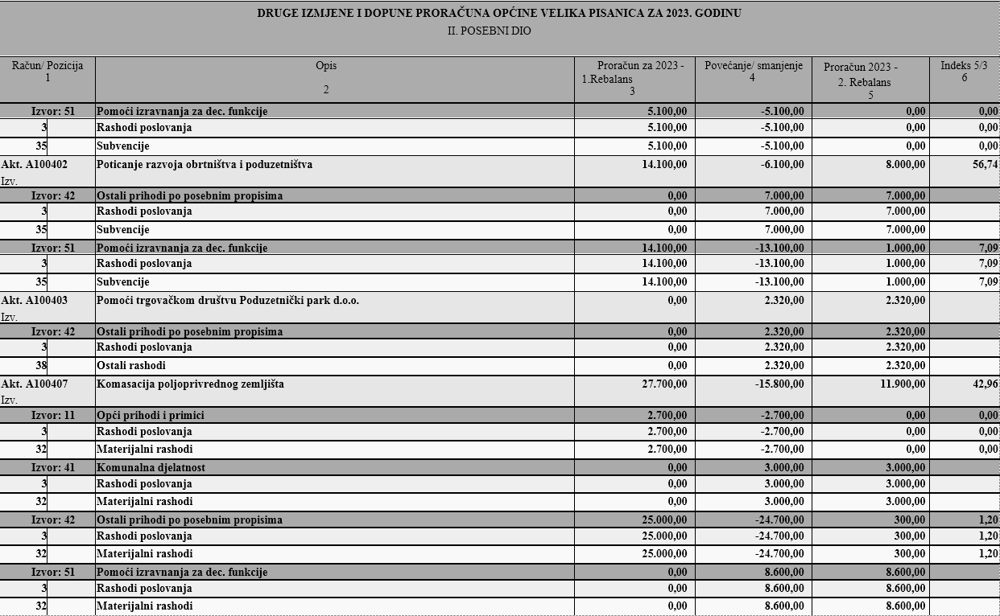 DRUGE IZMJENE I DOPUNE PRORAČUNA OPĆINE VELIKA PISANICA ZA 2023. GODINU
II. POSEBNI DIO
Račun/ Pozicija Opis Proračun za 2023 - Povećanje/ smanjenje Proračun 2023 - Indeks 5/3
1 1.Rebalans 4 2. Rebalans 6
2 3 5
Izvor: 51 Pomoći izravnanja za dec. funkcije 5.100,00 -5.100,00 0,00 0,00
3 Rashodi poslovanja 5.100,00 -5.100,00 0,00 0,00
35 Subvencije 5.100,00 -5.100,00 0,00 0,00
Akt. A100402 Poticanje razvoja obrtništva i poduzetništva 14.100,00 -6.100,00 8.000,00 56,74
Izv.
Izvor: 42 Ostali prihodi po posebnim propisima 0,00 7.000,00 7.000,00
3 Rashodi poslovanja 0,00 7.000,00 7.000,00
35 Subvencije 0,00 7.000,00 7.000,00
Izvor: 51 Pomoći izravnanja za dec. funkcije 14.100,00 -13.100,00 1.000,00 7,09
3 Rashodi poslovanja 14.100,00 -13.100,00 1.000,00 7,09
35 Subvencije 14.100,00 -13.100,00 1.000,00 7,09
Akt. A100403 Pomoći trgovačkom društvu Poduzetnički park d.o.o. 0,00 2.320,00 2.320,00
Izv.
Izvor: 42 Ostali prihodi po posebnim propisima 0,00 2.320,00 2.320,00
3 Rashodi poslovanja 0,00 2.320,00 2.320,00
38 Ostali rashodi 0,00 2.320,00 2.320,00
Akt. A100407 Komasacija poljoprivrednog zemljišta 27.700,00 -15.800,00 11.900,00 42,96
Izv.
Izvor: 11 Opći prihodi i primici 2.700,00 -2.700,00 0,00 0,00
3 Rashodi poslovanja 2.700,00 -2.700,00 0,00 0,00
32 Materijalni rashodi 2.700,00 -2.700,00 0,00 0,00
Izvor: 41 Komunalna djelatnost 0,00 3.000,00 3.000,00
3 Rashodi poslovanja 0,00 3.000,00 3.000,00
32 Materijalni rashodi 0,00 3.000,00 3.000,00
Izvor: 42 Ostali prihodi po posebnim propisima 25.000,00 -24.700,00 300,00 1,20
3 Rashodi poslovanja 25.000,00 -24.700,00 300,00 1,20
32 Materijalni rashodi 25.000,00 -24.700,00 300,00 1,20
Izvor: 51 Pomoći izravnanja za dec. funkcije 0,00 8.600,00 8.600,00
3 Rashodi poslovanja 0,00 8.600,00 8.600,00
32 Materijalni rashodi 0,00 8.600,00 8.600,00